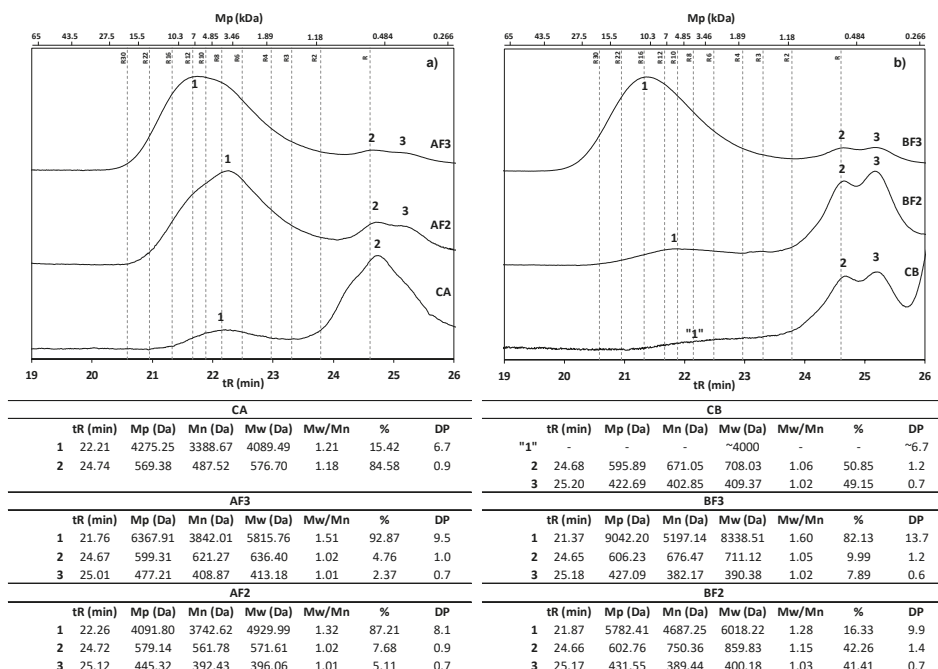 Mp (kDa)
65 43.5 27.5 15.5 10.3 7 4.85 3.46 1.89 1.18 0.484 0.266
R30 R22 R16 R12 R10 R8 R6 R4 R3 R2 R
a)
1
2
3
AF3
1
2
3
AF2
2
CA
1
19 20 21 22 23 24 25 26
tR (min)
Mp (kDa)
65 43.5 27.5 15.5 10.3 7 4.85 3.46 1.89 1.18 0.484 0.266
R30 R22 R16 R12 R10 R8 R6 R4 R3 R2 R
b)
1
2 3
BF3
2 3
BF2
1
2 3
CB
"1"
19 20 21 22 23 24 25 26
tR (min)
CA
tR (min) Mp (Da) Mn (Da) Mw (Da) Mw/Mn % DP
1 22.21 4275.25 3388.67 4089.49 1.21 15.42 6.7
2 24.74 569.38 487.52 576.70 1.18 84.58 0.9
AF3
tR (min) Mp (Da) Mn (Da) Mw (Da) Mw/Mn % DP
1 21.76 6367.91 3842.01 5815.76 1.51 92.87 9.5
2 24.67 599.31 621.27 636.40 1.02 4.76 1.0
3 25.01 477.21 408.87 413.18 1.01 2.37 0.7
AF2
tR (min) Mp (Da) Mn (Da) Mw (Da) Mw/Mn % DP
1 22.26 4091.80 3742.62 4929.99 1.32 87.21 8.1
2 24.72 579.14 561.78 571.61 1.02 7.68 0.9
3 25.12 445.32 392.43 396.06 1.01 5.11 0.7
CB
tR (min) Mp (Da) Mn (Da) Mw (Da) Mw/Mn % DP
"1" - - - ~4000 - - ~6.7
2 24.68 595.89 671.05 708.03 1.06 50.85 1.2
3 25.20 422.69 402.85 409.37 1.02 49.15 0.7
BF3
tR (min) Mp (Da) Mn (Da) Mw (Da) Mw/Mn % DP
1 21.37 9042.20 5197.14 8338.51 1.60 82.13 13.7
2 24.65 606.23 676.47 711.12 1.05 9.99 1.2
3 25.18 427.09 382.17 390.38 1.02 7.89 0.6
BF2
tR (min) Mp (Da) Mn (Da) Mw (Da) Mw/Mn % DP
1 21.87 5782.41 4687.25 6018.22 1.28 16.33 9.9
2 24.66 602.76 750.36 859.83 1.15 42.26 1.4
3 25.17 431.55 389.44 400.18 1.03 41.41 0.7